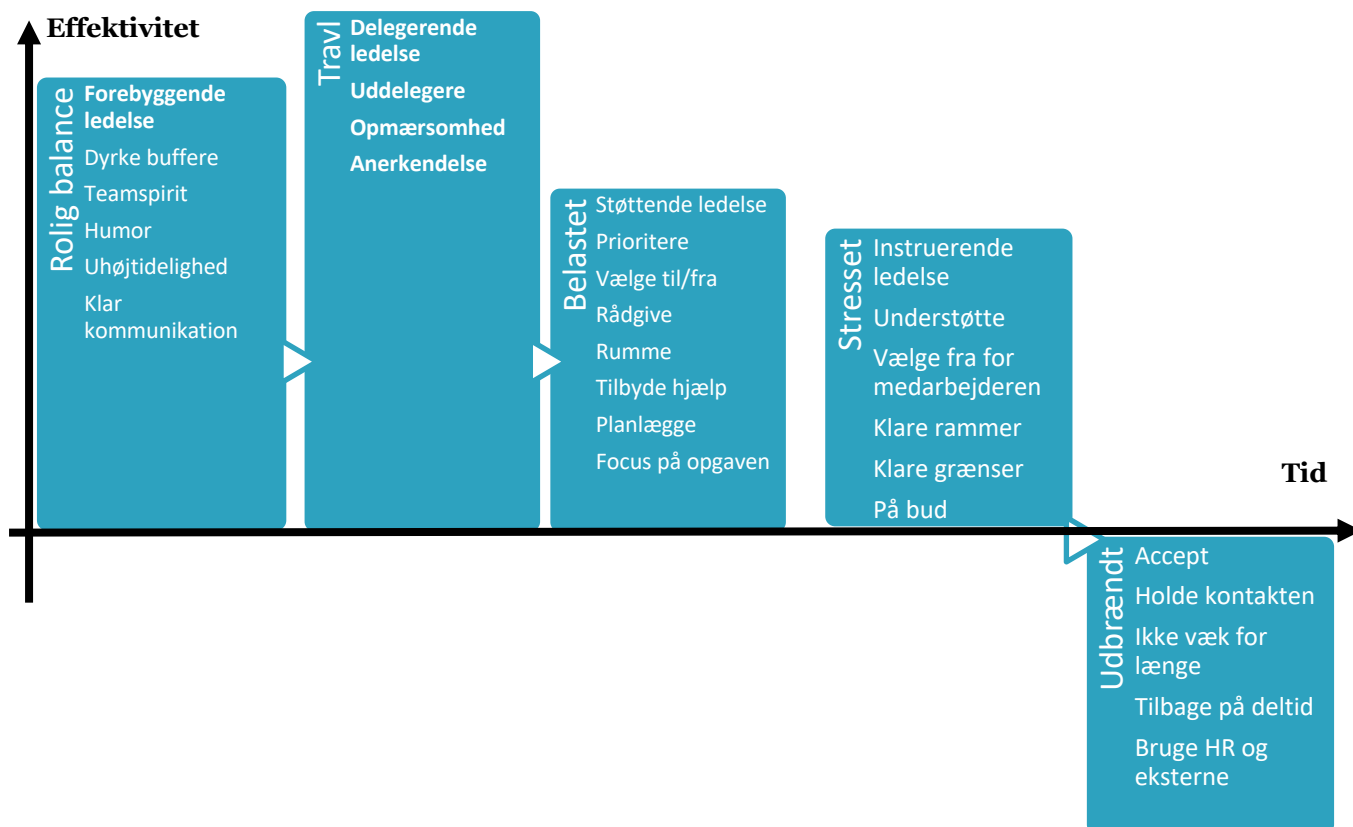 Effektivitet
Rolig balance
Forebyggende
ledelse
Dyrke buffere
Teamspirit
Humor
Uhøjtidelighed
Klar
kommunikation
Travl
Delegerende
ledelse
Uddelegere
Opmærsomhed
Anerkendelse
Belastet
Støttende ledelse
Prioritere
Vælge til/fra
Rådgive
Rumme
Tilbyde hjælp
Planlægge
Focus på opgaven
Stresset
Instruerende
ledelse
Understøtte
Vælge fra for
medarbejderen
Klare rammer
Klare grænser
På bud
Tid
Udbrændt
Accept
Holde kontakten
Ikke væk for
længe
Tilbage på deltid
Bruge HR og
eksterne